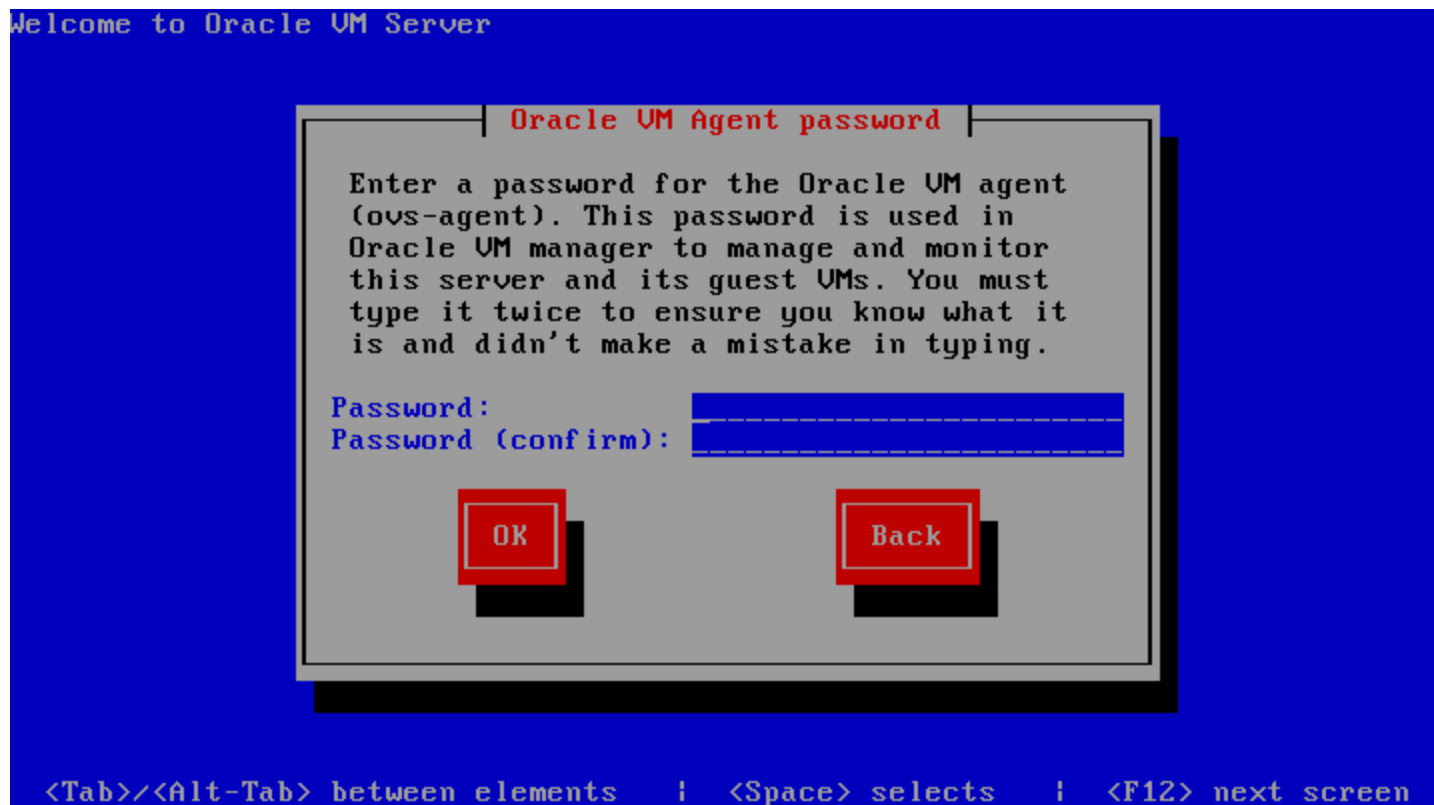 Welcome to Oracle VM Server
Oracle VM Agent password
Enter a password for the Oracle VM agent
(ovs-agent). This password is used in
Oracle VM manager to manage and monitor
this server and its guest VMs. You must
type it twice to ensure you know what it
is and didn't make a mistake in typing.
Password:
Password (confirm):
OK Back
<Tab>/<Alt-Tab> between elements | <Space> selects | <F12> next screen